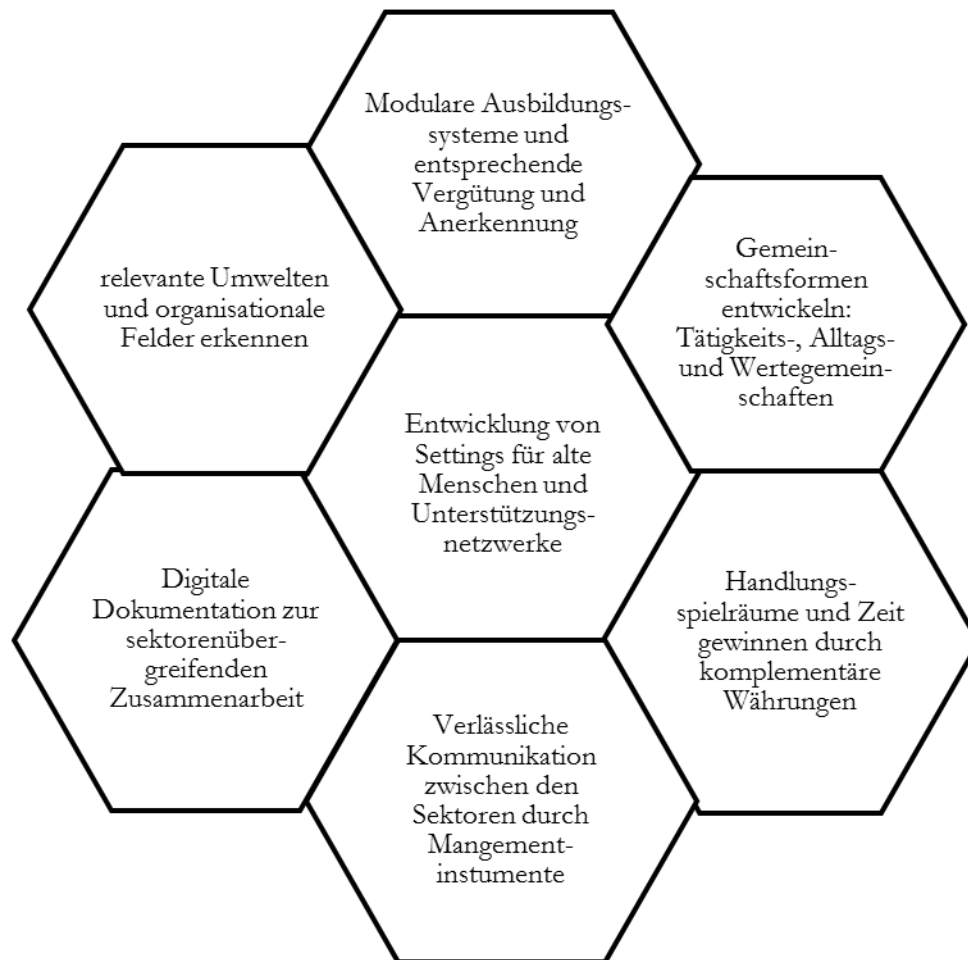 Modulare Ausbildungs-
systeme und
entsprechende
Vergütung und
Anerkennung
relevante Umwelten
und organisationale
Felder erkennen
Gemein-
schaftsformen
entwickeln:
Tätigkeits-, Alltags-
und Wertegemein-
schaften
Entwicklung von
Settings für alte
Menschen und
Unterstützungs-
netzwerke
Digitale
Dokumentation zur
sektorenüber-
greifenden
Zusammenarbeit
Handlungs-
spielräume und Zeit
gewinnen durch
komplementäre
Währungen
Verlässliche
Kommunikation
zwischen den
Sektoren durch
Mangement-
instumente